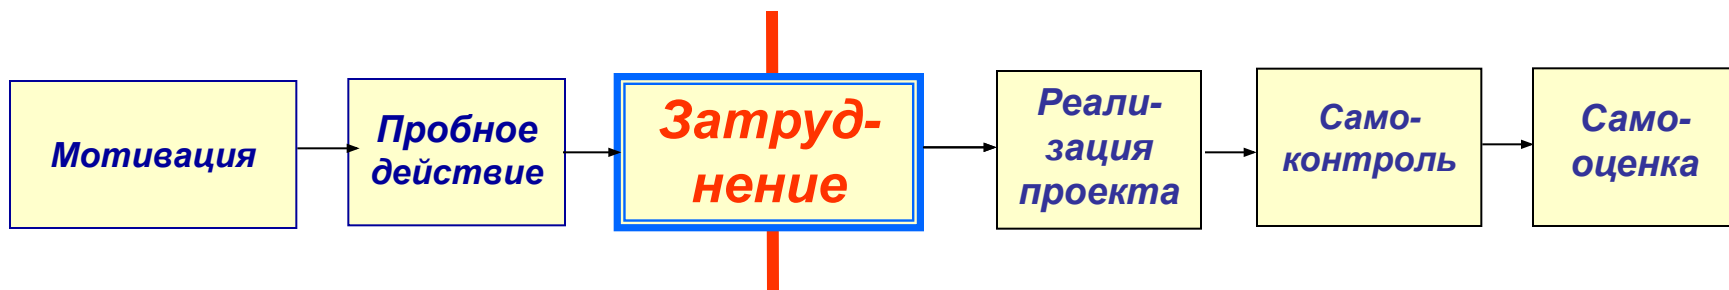 Мотивация
Пробное
действие
Затруд-
нение
Реали-
зация
проекта
Само-
контроль
Само-
оценка